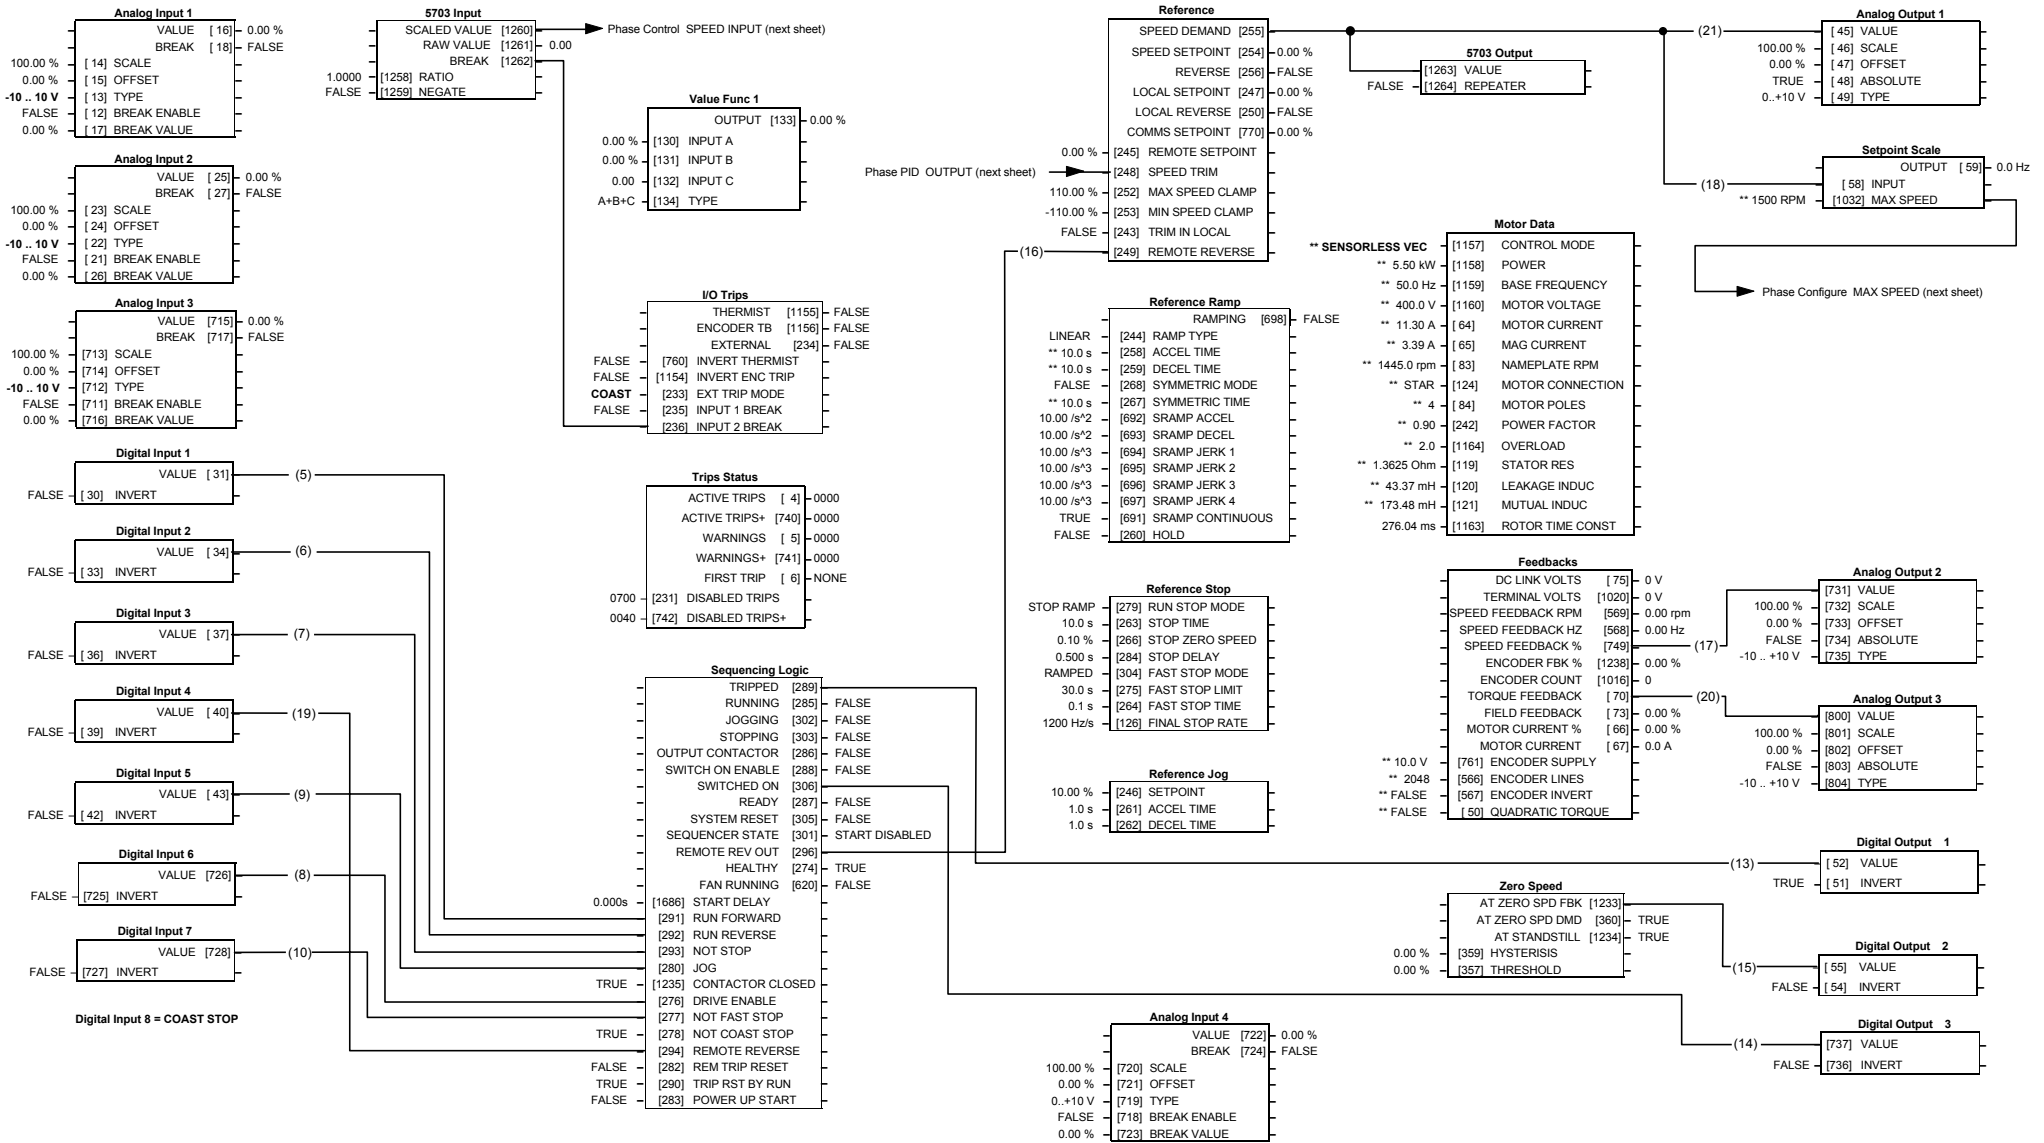 Analog Input 1
VALUE [ 16] 0.00 %
BREAK [ 18] FALSE
100.00 % [ 14] SCALE
0.00 % [ 15] OFFSET
-10 .. 10 V [ 13] TYPE
FALSE [ 12] BREAK ENABLE
0.00 % [ 17] BREAK VALUE
Analog Input 2
VALUE [ 25] 0.00 %
BREAK [ 27] FALSE
100.00 % [ 23] SCALE
0.00 % [ 24] OFFSET
-10 .. 10 V [ 22] TYPE
FALSE [ 21] BREAK ENABLE
0.00 % [ 26] BREAK VALUE
Analog Input 3
VALUE [715] 0.00 %
BREAK [717] FALSE
100.00 % [713] SCALE
0.00 % [714] OFFSET
-10 .. 10 V [712] TYPE
FALSE [711] BREAK ENABLE
0.00 % [716] BREAK VALUE
Digital Input 1
VALUE [ 31] (5)
FALSE [ 30] INVERT
Digital Input 2
VALUE [ 34] (6)
FALSE [ 33] INVERT
Digital Input 3
VALUE [ 37] (7)
FALSE [ 36] INVERT
Digital Input 4
VALUE [ 40] (19)
FALSE [ 39] INVERT
Digital Input 5
VALUE [ 43] (9)
FALSE [ 42] INVERT
Digital Input 6
VALUE [726] (8)
FALSE [725] INVERT
Digital Input 7
VALUE [728] (10)
FALSE [727] INVERT
Digital Input 8 = COAST STOP
5703 Input
SCALED VALUE [1260] Phase Control SPEED INPUT (next sheet)
RAW VALUE [1261] 0.00
BREAK [1262]
1.0000 [1258] RATIO
FALSE [1259] NEGATE
Value Func 1
OUTPUT [133] 0.00 %
0.00 % [130] INPUT A
0.00 % [131] INPUT B
0.00 [132] INPUT C
A+B+C [134] TYPE
I/O Trips
THERMIST [1155] FALSE
ENCODER TB [1156] FALSE
EXTERNAL [234] FALSE
FALSE [760] INVERT THERMIST
FALSE [1154] INVERT ENC TRIP
COAST [233] EXT TRIP MODE
FALSE [235] INPUT 1 BREAK
[236] INPUT 2 BREAK
Trips Status
ACTIVE TRIPS [ 4] 0000
ACTIVE TRIPS+ [740] 0000
WARNINGS [ 5] 0000
WARNINGS+ [741] 0000
FIRST TRIP [ 6] NONE
0700 [231] DISABLED TRIPS
0040 [742] DISABLED TRIPS+
Sequencing Logic
TRIPPED [289]
RUNNING [285] FALSE
JOGGING [302] FALSE
STOPPING [303] FALSE
OUTPUT CONTACTOR [286] FALSE
SWITCH ON ENABLE [288] FALSE
SWITCHED ON [306]
READY [287] FALSE
SYSTEM RESET [305] FALSE
SEQUENCER STATE [301] START DISABLED
REMOTE REV OUT [296]
HEALTHY [274] TRUE
FAN RUNNING [620] FALSE
0.000s [1686] START DELAY
[291] RUN FORWARD
[292] RUN REVERSE
[293] NOT STOP
[280] JOG
TRUE [1235] CONTACTOR CLOSED
[276] DRIVE ENABLE
[277] NOT FAST STOP
TRUE [278] NOT COAST STOP
[294] REMOTE REVERSE
FALSE [282] REM TRIP RESET
TRUE [290] TRIP RST BY RUN
FALSE [283] POWER UP START
Reference
SPEED DEMAND [255]
SPEED SETPOINT [254] 0.00 %
REVERSE [256] FALSE
LOCAL SETPOINT [247] 0.00 %
LOCAL REVERSE [250] FALSE
COMMS SETPOINT [770] 0.00 %
0.00 % [245] REMOTE SETPOINT
Phase PID OUTPUT (next sheet) [248] SPEED TRIM
110.00 % [252] MAX SPEED CLAMP
-110.00 % [253] MIN SPEED CLAMP
FALSE [243] TRIM IN LOCAL
(16) [249] REMOTE REVERSE
Reference Ramp
RAMPING [698] FALSE
LINEAR [244] RAMP TYPE
** 10.0 s [258] ACCEL TIME
** 10.0 s [259] DECEL TIME
FALSE [268] SYMMETRIC MODE
** 10.0 s [267] SYMMETRIC TIME
10.00 /s^2 [692] SRAMP ACCEL
10.00 /s^2 [693] SRAMP DECEL
10.00 /s^3 [694] SRAMP JERK 1
10.00 /s^3 [695] SRAMP JERK 2
10.00 /s^3 [696] SRAMP JERK 3
10.00 /s^3 [697] SRAMP JERK 4
TRUE [691] SRAMP CONTINUOUS
FALSE [260] HOLD
Reference Stop
STOP RAMP [279] RUN STOP MODE
10.0 s [263] STOP TIME
0.10 % [266] STOP ZERO SPEED
0.500 s [284] STOP DELAY
RAMPED [304] FAST STOP MODE
30.0 s [275] FAST STOP LIMIT
0.1 s [264] FAST STOP TIME
1200 Hz/s [126] FINAL STOP RATE
Reference Jog
10.00 % [246] SETPOINT
1.0 s [261] ACCEL TIME
1.0 s [262] DECEL TIME
Analog Input 4
VALUE [722] 0.00 %
BREAK [724] FALSE
100.00 % [720] SCALE
0.00 % [721] OFFSET
0..+10 V [719] TYPE
FALSE [718] BREAK ENABLE
0.00 % [723] BREAK VALUE
5703 Output
[1263] VALUE
FALSE [1264] REPEATER
Motor Data
** SENSORLESS VEC [1157] CONTROL MODE
** 5.50 kW [1158] POWER
** 50.0 Hz [1159] BASE FREQUENCY
** 400.0 V [1160] MOTOR VOLTAGE
** 11.30 A [ 64] MOTOR CURRENT
** 3.39 A [ 65] MAG CURRENT
** 1445.0 rpm [ 83] NAMEPLATE RPM
** STAR [124] MOTOR CONNECTION
** 4 [ 84] MOTOR POLES
** 0.90 [242] POWER FACTOR
** 2.0 [1164] OVERLOAD
** 1.3625 Ohm [119] STATOR RES
** 43.37 mH [120] LEAKAGE INDUC
** 173.48 mH [121] MUTUAL INDUC
276.04 ms [1163] ROTOR TIME CONST
Feedbacks
DC LINK VOLTS [ 75] 0 V
TERMINAL VOLTS [1020] 0 V
SPEED FEEDBACK RPM [569] 0.00 rpm
SPEED FEEDBACK HZ [568] 0.00 Hz
SPEED FEEDBACK % [749] (17)
ENCODER FBK % [1238] 0.00 %
ENCODER COUNT [1016] 0
TORQUE FEEDBACK [ 70] (20)
FIELD FEEDBACK [ 73] 0.00 %
MOTOR CURRENT % [ 66] 0.00 %
MOTOR CURRENT [ 67] 0.0 A
** 10.0 V [761] ENCODER SUPPLY
** 2048 [566] ENCODER LINES
** FALSE [567] ENCODER INVERT
** FALSE [ 50] QUADRATIC TORQUE
Zero Speed
AT ZERO SPD FBK [1233]
AT ZERO SPD DMD [360] TRUE
AT STANDSTILL [1234] TRUE
0.00 % [359] HYSTERISIS
0.00 % [357] THRESHOLD
Analog Output 1
(21) [ 45] VALUE
100.00 % [ 46] SCALE
0.00 % [ 47] OFFSET
TRUE [ 48] ABSOLUTE
0..+10 V [ 49] TYPE
Setpoint Scale
OUTPUT [ 59] 0.0 Hz
(18) [ 58] INPUT
** 1500 RPM [1032] MAX SPEED
Phase Configure MAX SPEED (next sheet)
Analog Output 2
[731] VALUE
100.00 % [732] SCALE
0.00 % [733] OFFSET
FALSE [734] ABSOLUTE
-10 .. +10 V [735] TYPE
Analog Output 3
[800] VALUE
100.00 % [801] SCALE
0.00 % [802] OFFSET
FALSE [803] ABSOLUTE
-10 .. +10 V [804] TYPE
Digital Output 1
(13) [ 52] VALUE
TRUE [ 51] INVERT
Digital Output 2
(15) [ 55] VALUE
FALSE [ 54] INVERT
Digital Output 3
(14) [737] VALUE
FALSE [736] INVERT